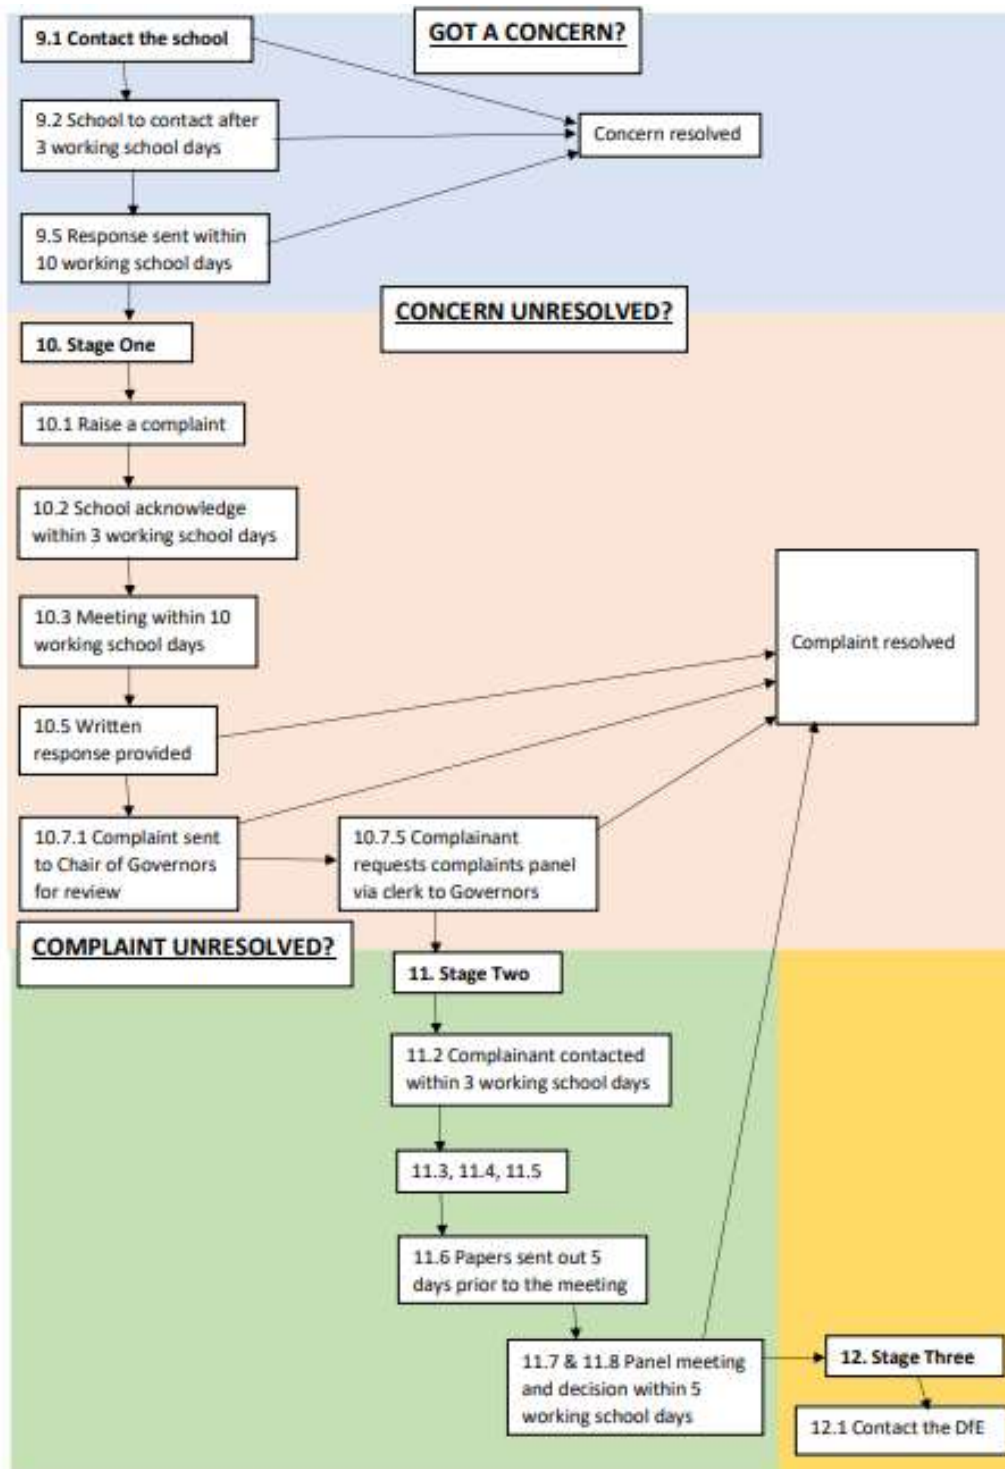 GOT A CONCERN?
9.1 Contact the school
9.2 School to contact after
3 working school days
Concern resolved
9.5 Response sent within
10 working school days
CONCERN UNRESOLVED?
10. Stage One
10.1 Raise a complaint
10.2 School acknowledge
within 3 working school days
10.3 Meeting within 10
working school days
Complaint resolved
10.5 Written
response provided
10.7.1 Complaint sent
to Chair of Governors
for review
10.7.5 Complainant
requests complaints panel
via clerk to Governors
COMPLAINT UNRESOLVED?
11. Stage Two
11.2 Complainant contacted
within 3 working school days
11.3, 11.4, 11.5
11.6 Papers sent out 5
days prior to the meeting
11.7 & 11.8 Panel meeting
and decision within 5
working school days
12. Stage Three
12.1 Contact the DfE